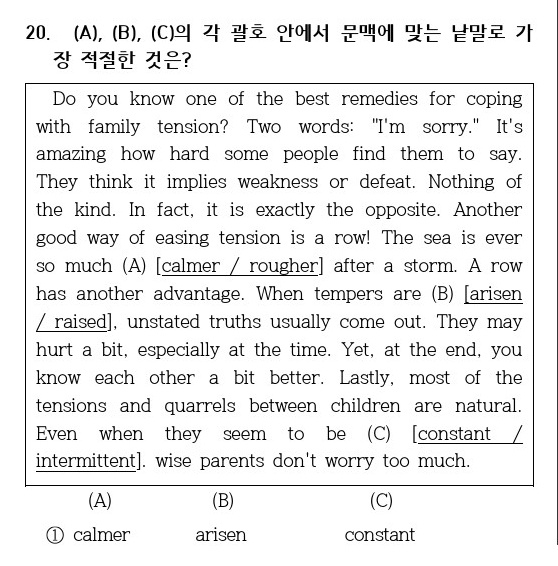 20. (A), (B), (C)의 각 괄호 안에서 문맥에 맞는 낱말로 가
장 적절한 것은?
Do you know one of the best remedies for coping
with family tension? Two words: "I'm sorry." It's
amazing how hard some people find them to say.
They think it implies weakness or defeat. Nothing of
the kind. In fact, it is exactly the opposite. Another
good way of easing tension is a row! The sea is ever
so much (A) [calmer / rougher] after a storm. A row
has another advantage. When tempers are (B) [arisen
/ raised], unstated truths usually come out. They may
hurt a bit, especially at the time. Yet, at the end, you
know each other a bit better. Lastly, most of the
tensions and quarrels between children are natural.
Even when they seem to be (C) [constant /
intermittent]. wise parents don't worry too much.
(A) (B) (C)
① calmer arisen constant